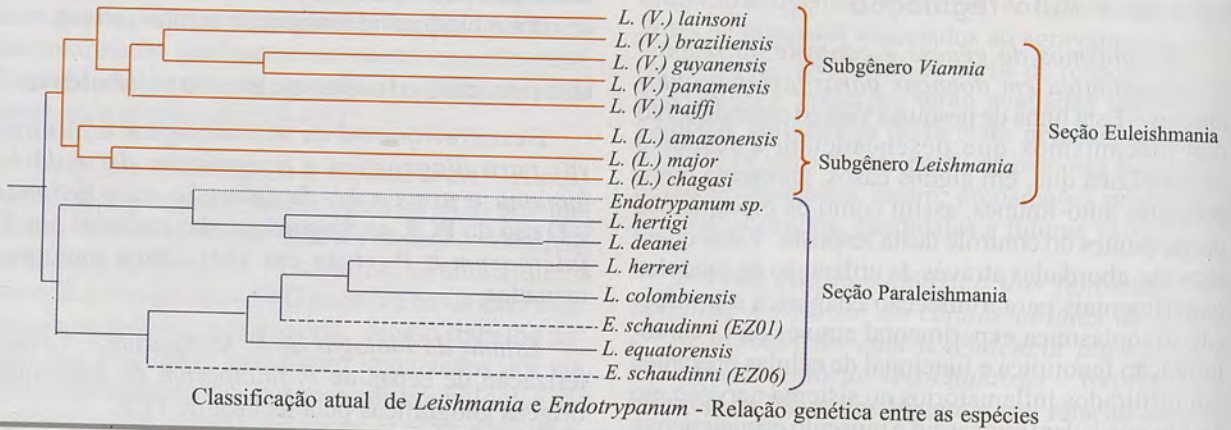 L. (V.) lainsoni
L. (V.) braziliensis
L. (V.) guyanensis
L. (V.) panamensis
L. (V.) naiffi
Subgênero Viannia
L. (L.) amazonensis
L. (L.) major
L. (L.) chagasi
Subgênero Leishmania
Seção Euleishmania
Endotrypanum sp.
L. hertigi
L. deanei
L. herreri
L. colombiensis
E. schaudinni (EZ01)
L. equatorensis
E. schaudinni (EZ06)
Seção Paraleishmania
Classificação atual de Leishmania e Endotrypanum - Relação genética entre as espécies